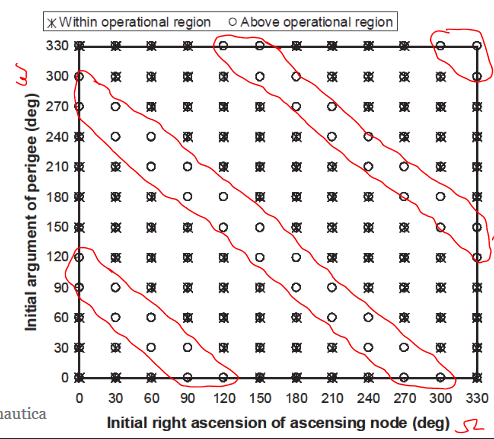 Within operational region Above operational region
330
300
270
240
210
180
150
120
90
60
30
0
ω
Initial argument of perigee (deg)
0 30 60 90 120 150 180 210 240 270 300 330
nautica
Initial right ascension of ascending node (deg) Ω